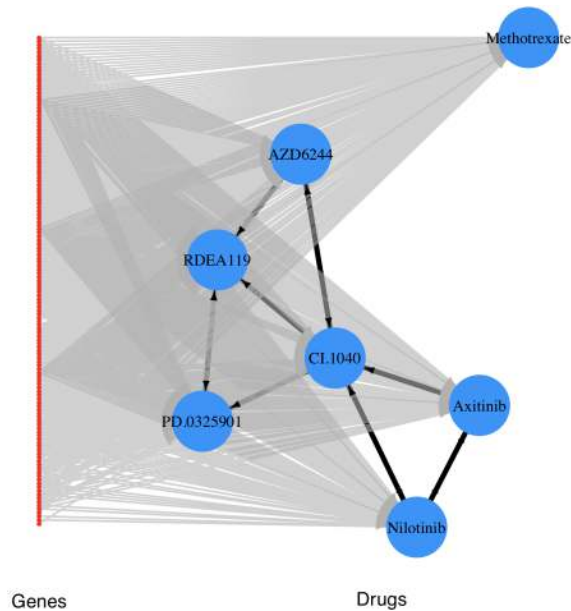 Methotrexate
AZD6244
RDEA119
CI.1040
Axitinib
PD.0325901
Nilotinib
Genes
Drugs